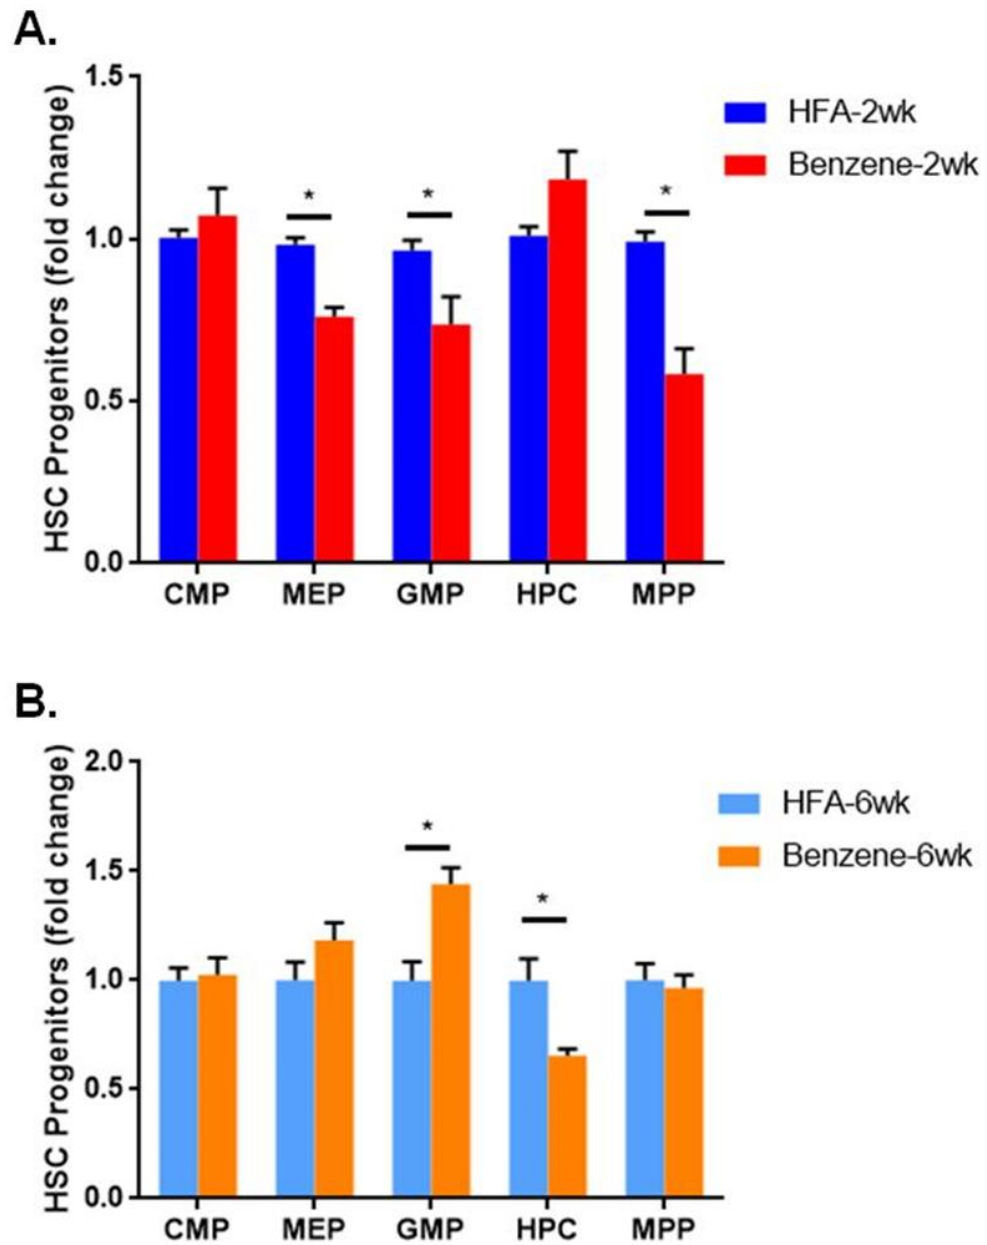 A.
HSC Progenitors (fold change)
1.5
1.0
0.5
0.0
*
*
*
CMP MEP GMP HPC MPP
HFA-2wk
Benzene-2wk
B.
HSC Progenitors (fold change)
2.0
1.5
1.0
0.5
0.0
*
*
CMP MEP GMP HPC MPP
HFA-6wk
Benzene-6wk